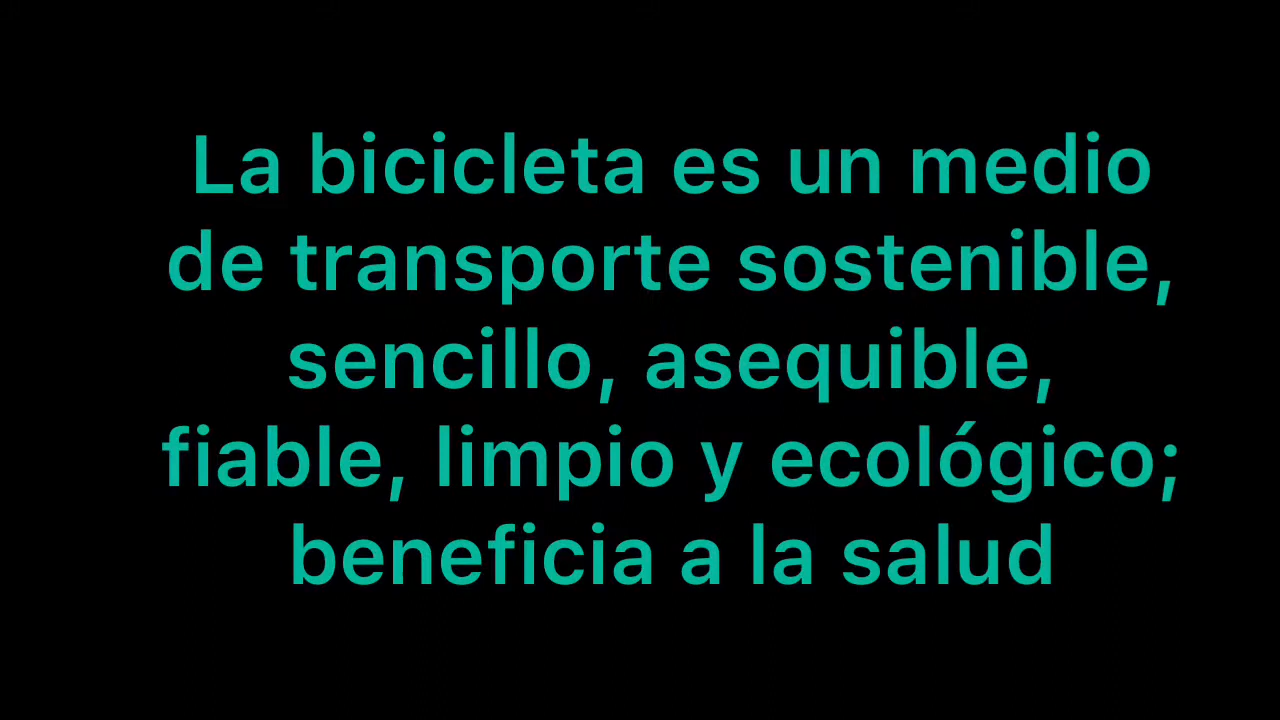 La bicicleta es un medio
de transporte sostenible,
sencillo, asequible,
fiable, limpio y ecológico;
beneficia a la salud